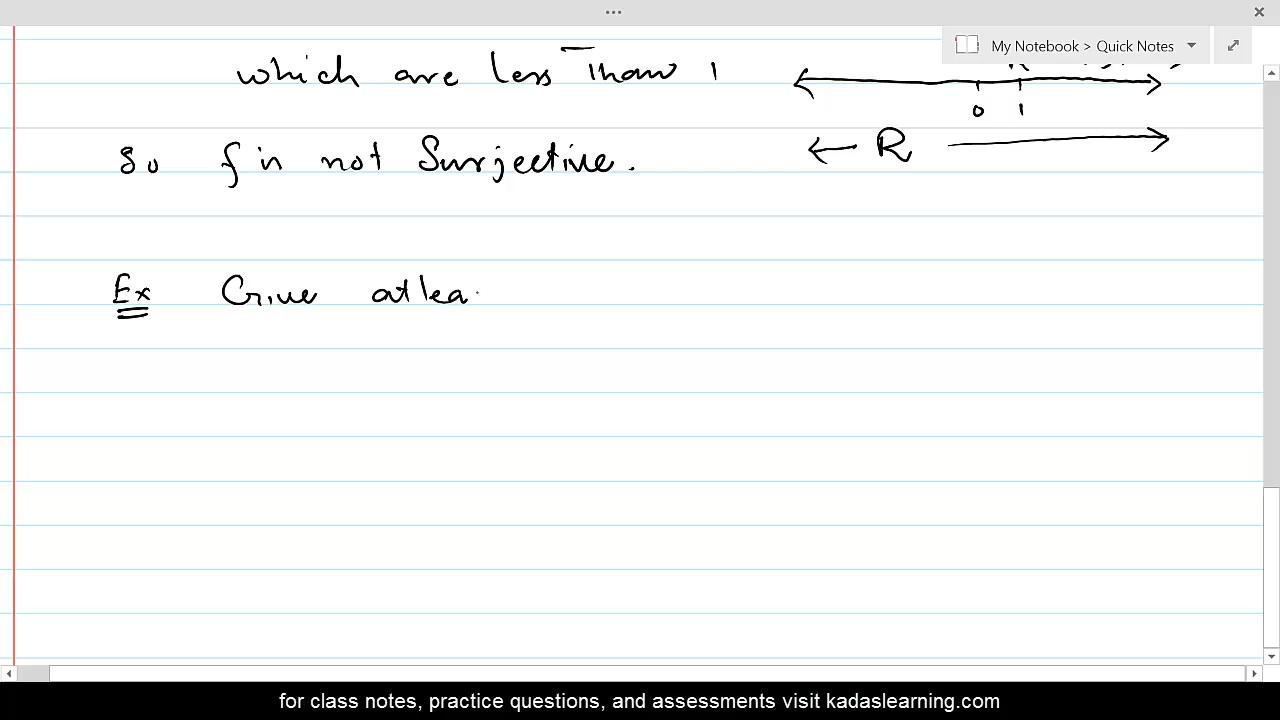 My Notebook > Quick Notes
which are less Than 1
0 1
R
So f is not Surjective.
Ex Give atlea
for class notes, practice questions, and assessments visit kadaslearning.com